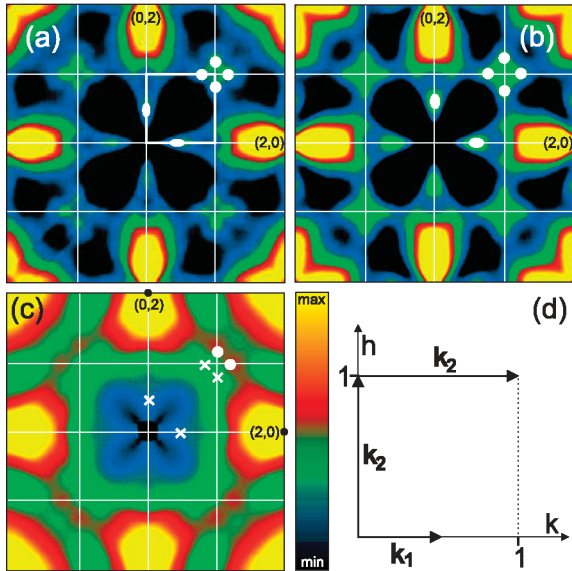 (a)
(0,2)
(2,0)
(b)
(0,2)
(2,0)
(c)
(0,2)
(2,0)
max
min
(d)
h
k₂
1
k₂
k
k₁
1